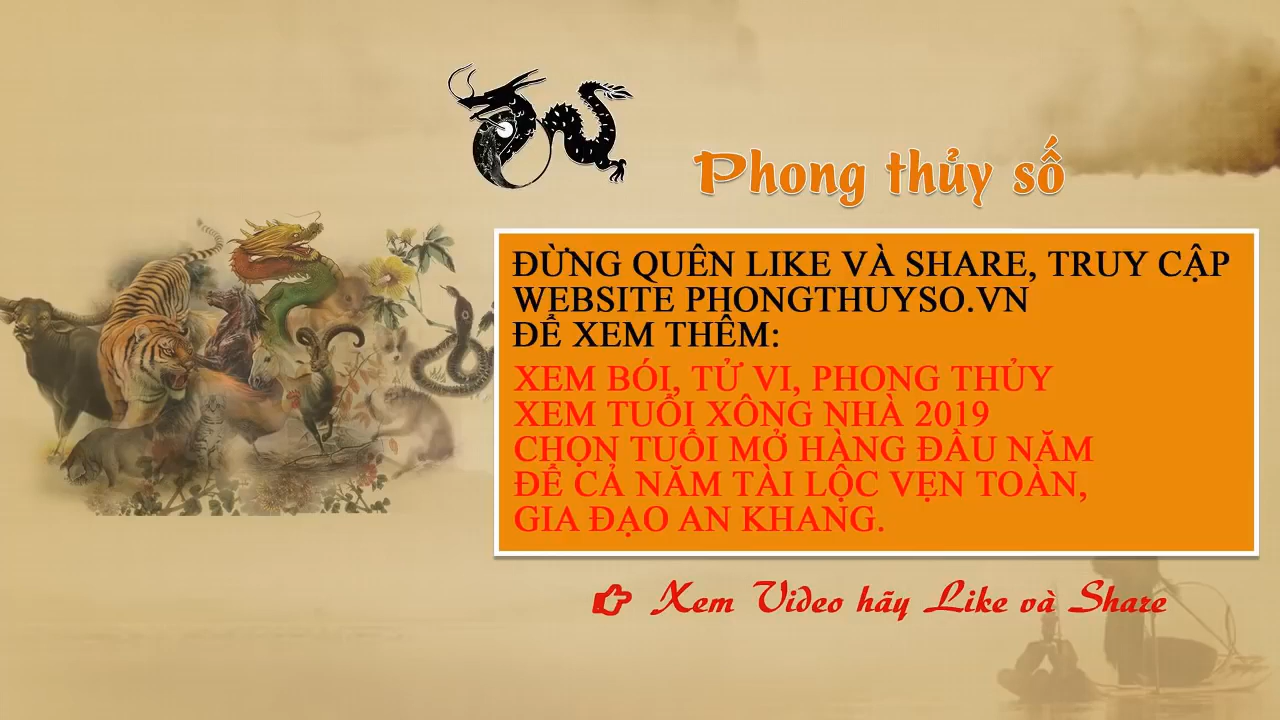 Phong thủy số
ĐỪNG QUÊN LIKE VÀ SHARE, TRUY CẬP
WEBSITE PHONGTHUYSO.VN
ĐỂ XEM THÊM:
XEM BÓI, TỬ VI, PHONG THỦY
XEM TUỔI XÔNG NHÀ 2019
CHỌN TUỔI MỞ HÀNG ĐẦU NĂM
ĐỂ CẢ NĂM TÀI LỘC VẸN TOÀN,
GIA ĐẠO AN KHANG.
Xem Video hãy Like và Share